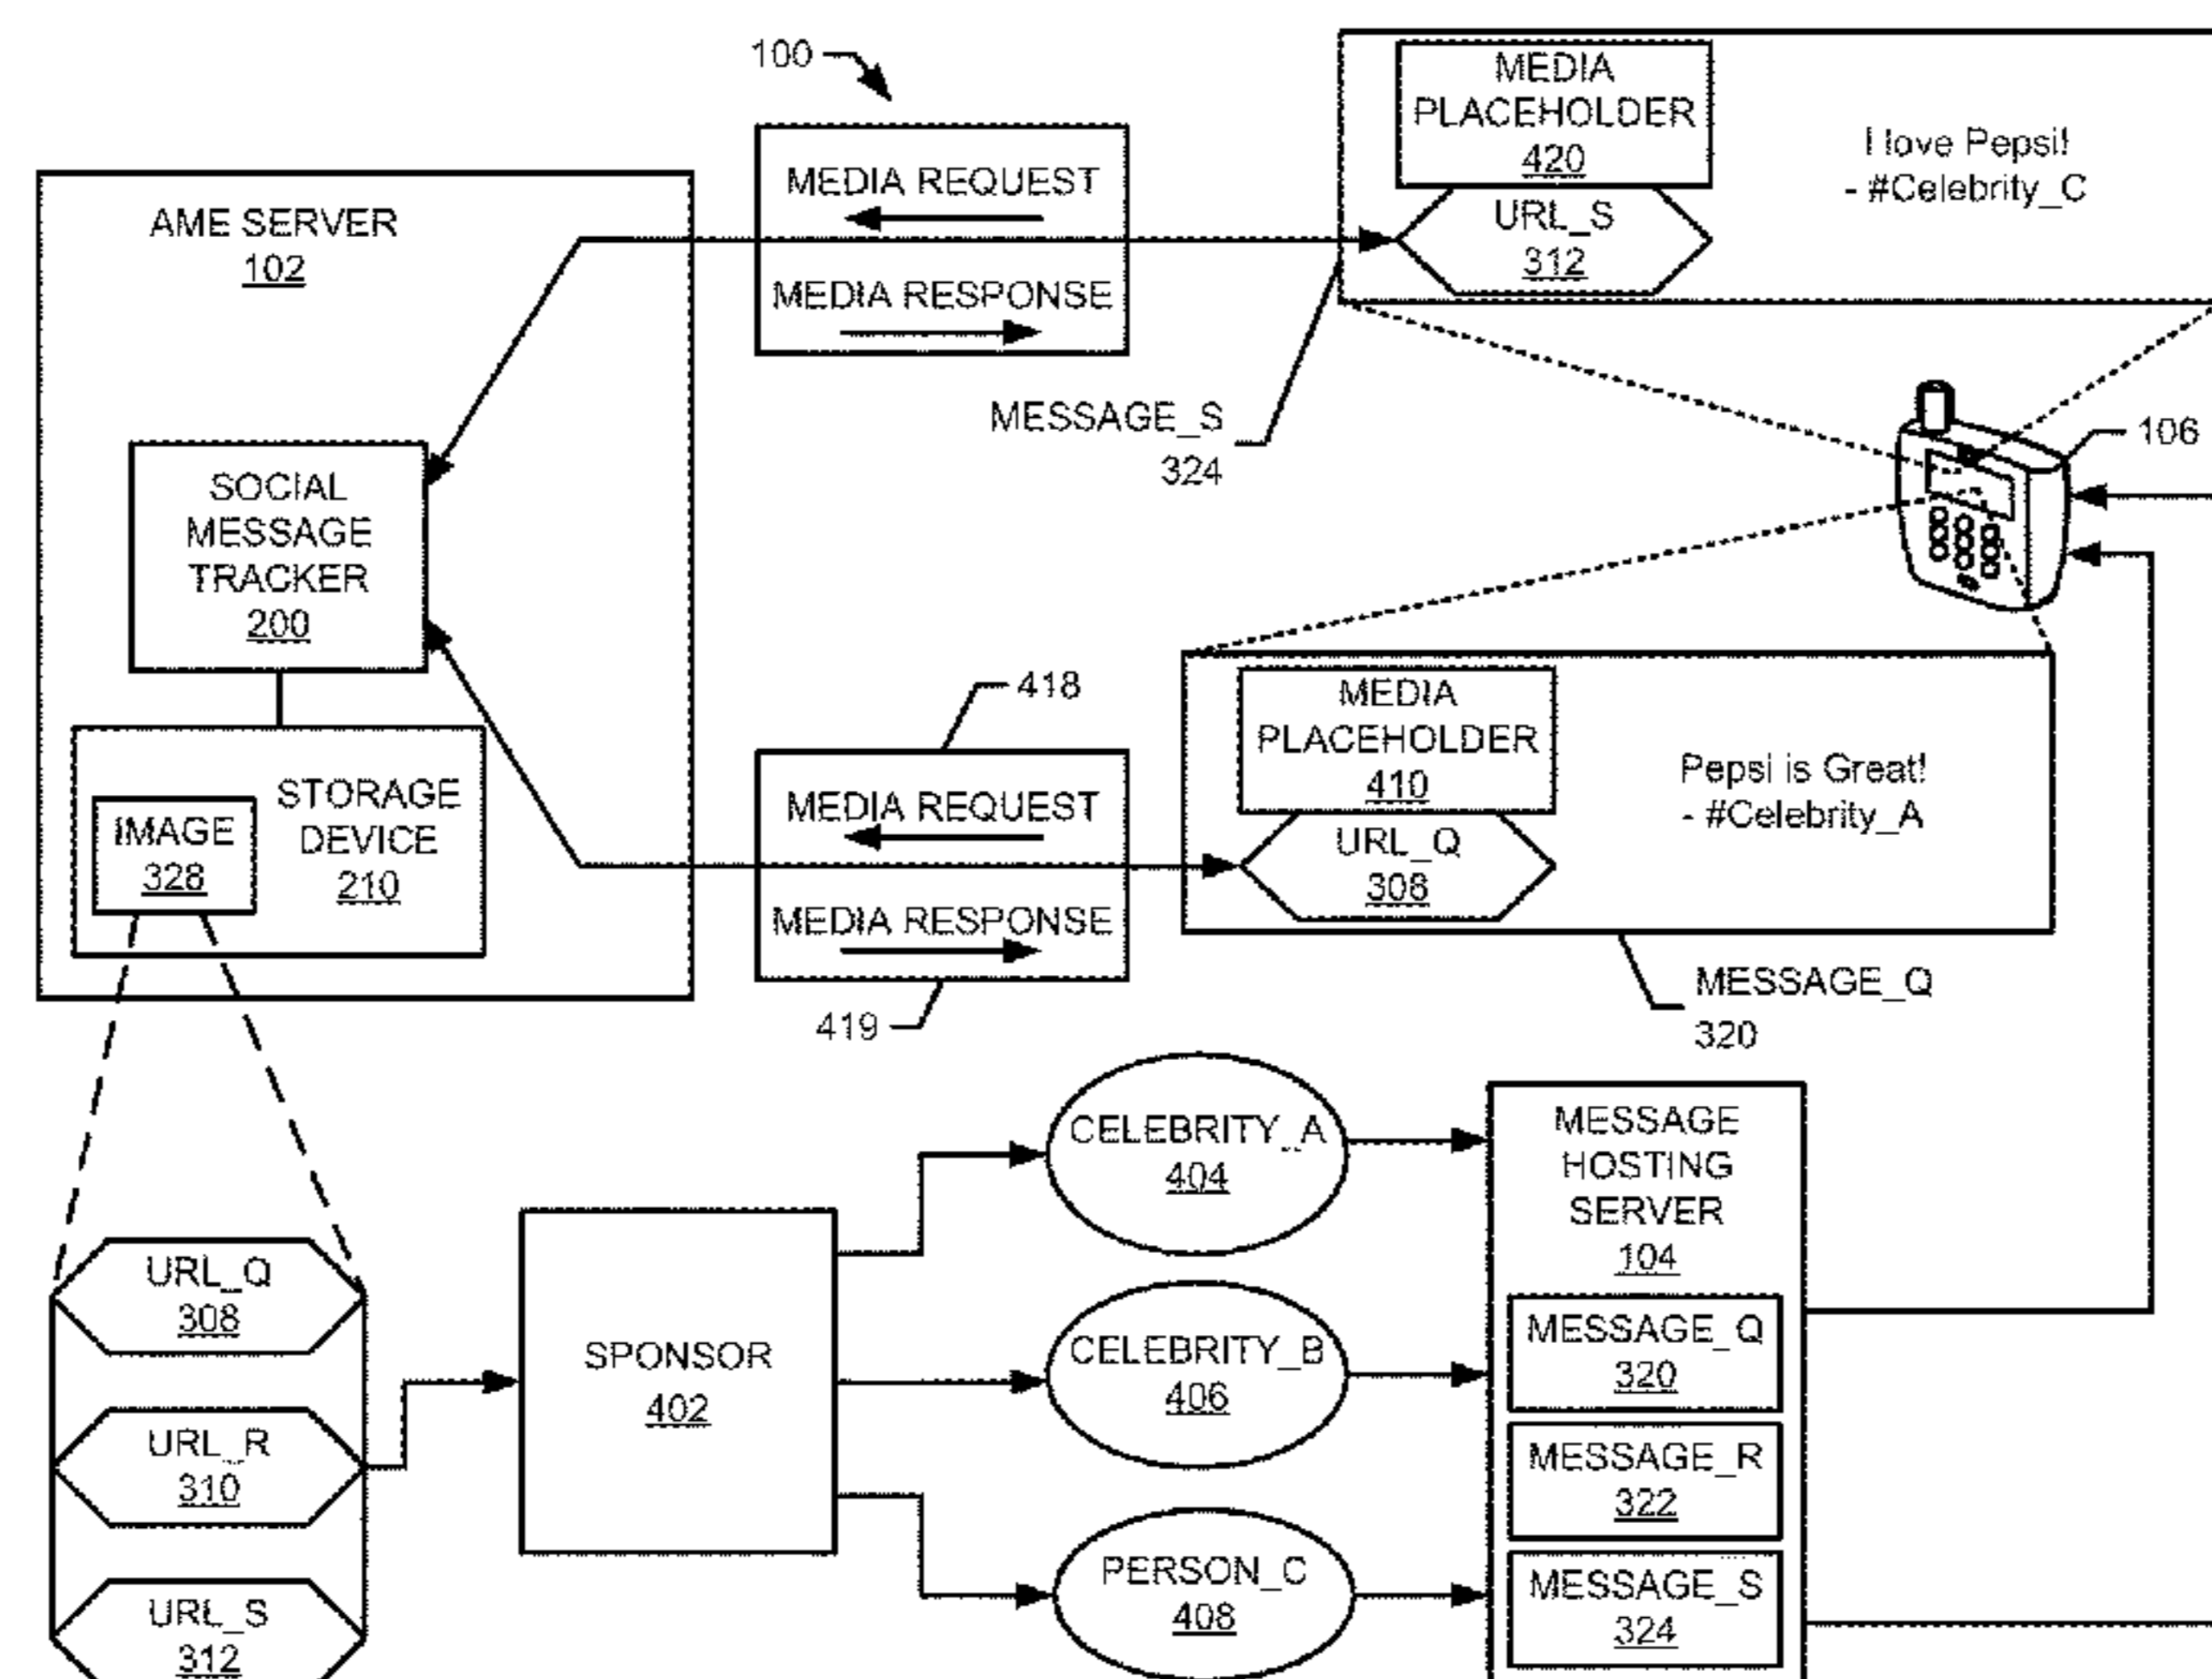 100
MEDIA
PLACEHOLDER
420
URL_S
312
I love Pepsi!
- #Celebrity_C
MEDIA REQUEST
MEDIA RESPONSE
AME SERVER
102
MESSAGE_S
324
106
SOCIAL
MESSAGE
TRACKER
200
STORAGE
DEVICE
210
IMAGE
328
418
MEDIA REQUEST
MEDIA RESPONSE
419
MEDIA
PLACEHOLDER
410
URL_Q
308
Pepsi is Great!
- #Celebrity_A
MESSAGE_Q
320
URL_Q
308
URL_R
310
URL_S
312
SPONSOR
402
CELEBRITY_A
404
CELEBRITY_B
406
PERSON_C
408
MESSAGE
HOSTING
SERVER
104
MESSAGE_Q
320
MESSAGE_R
322
MESSAGE_S
324